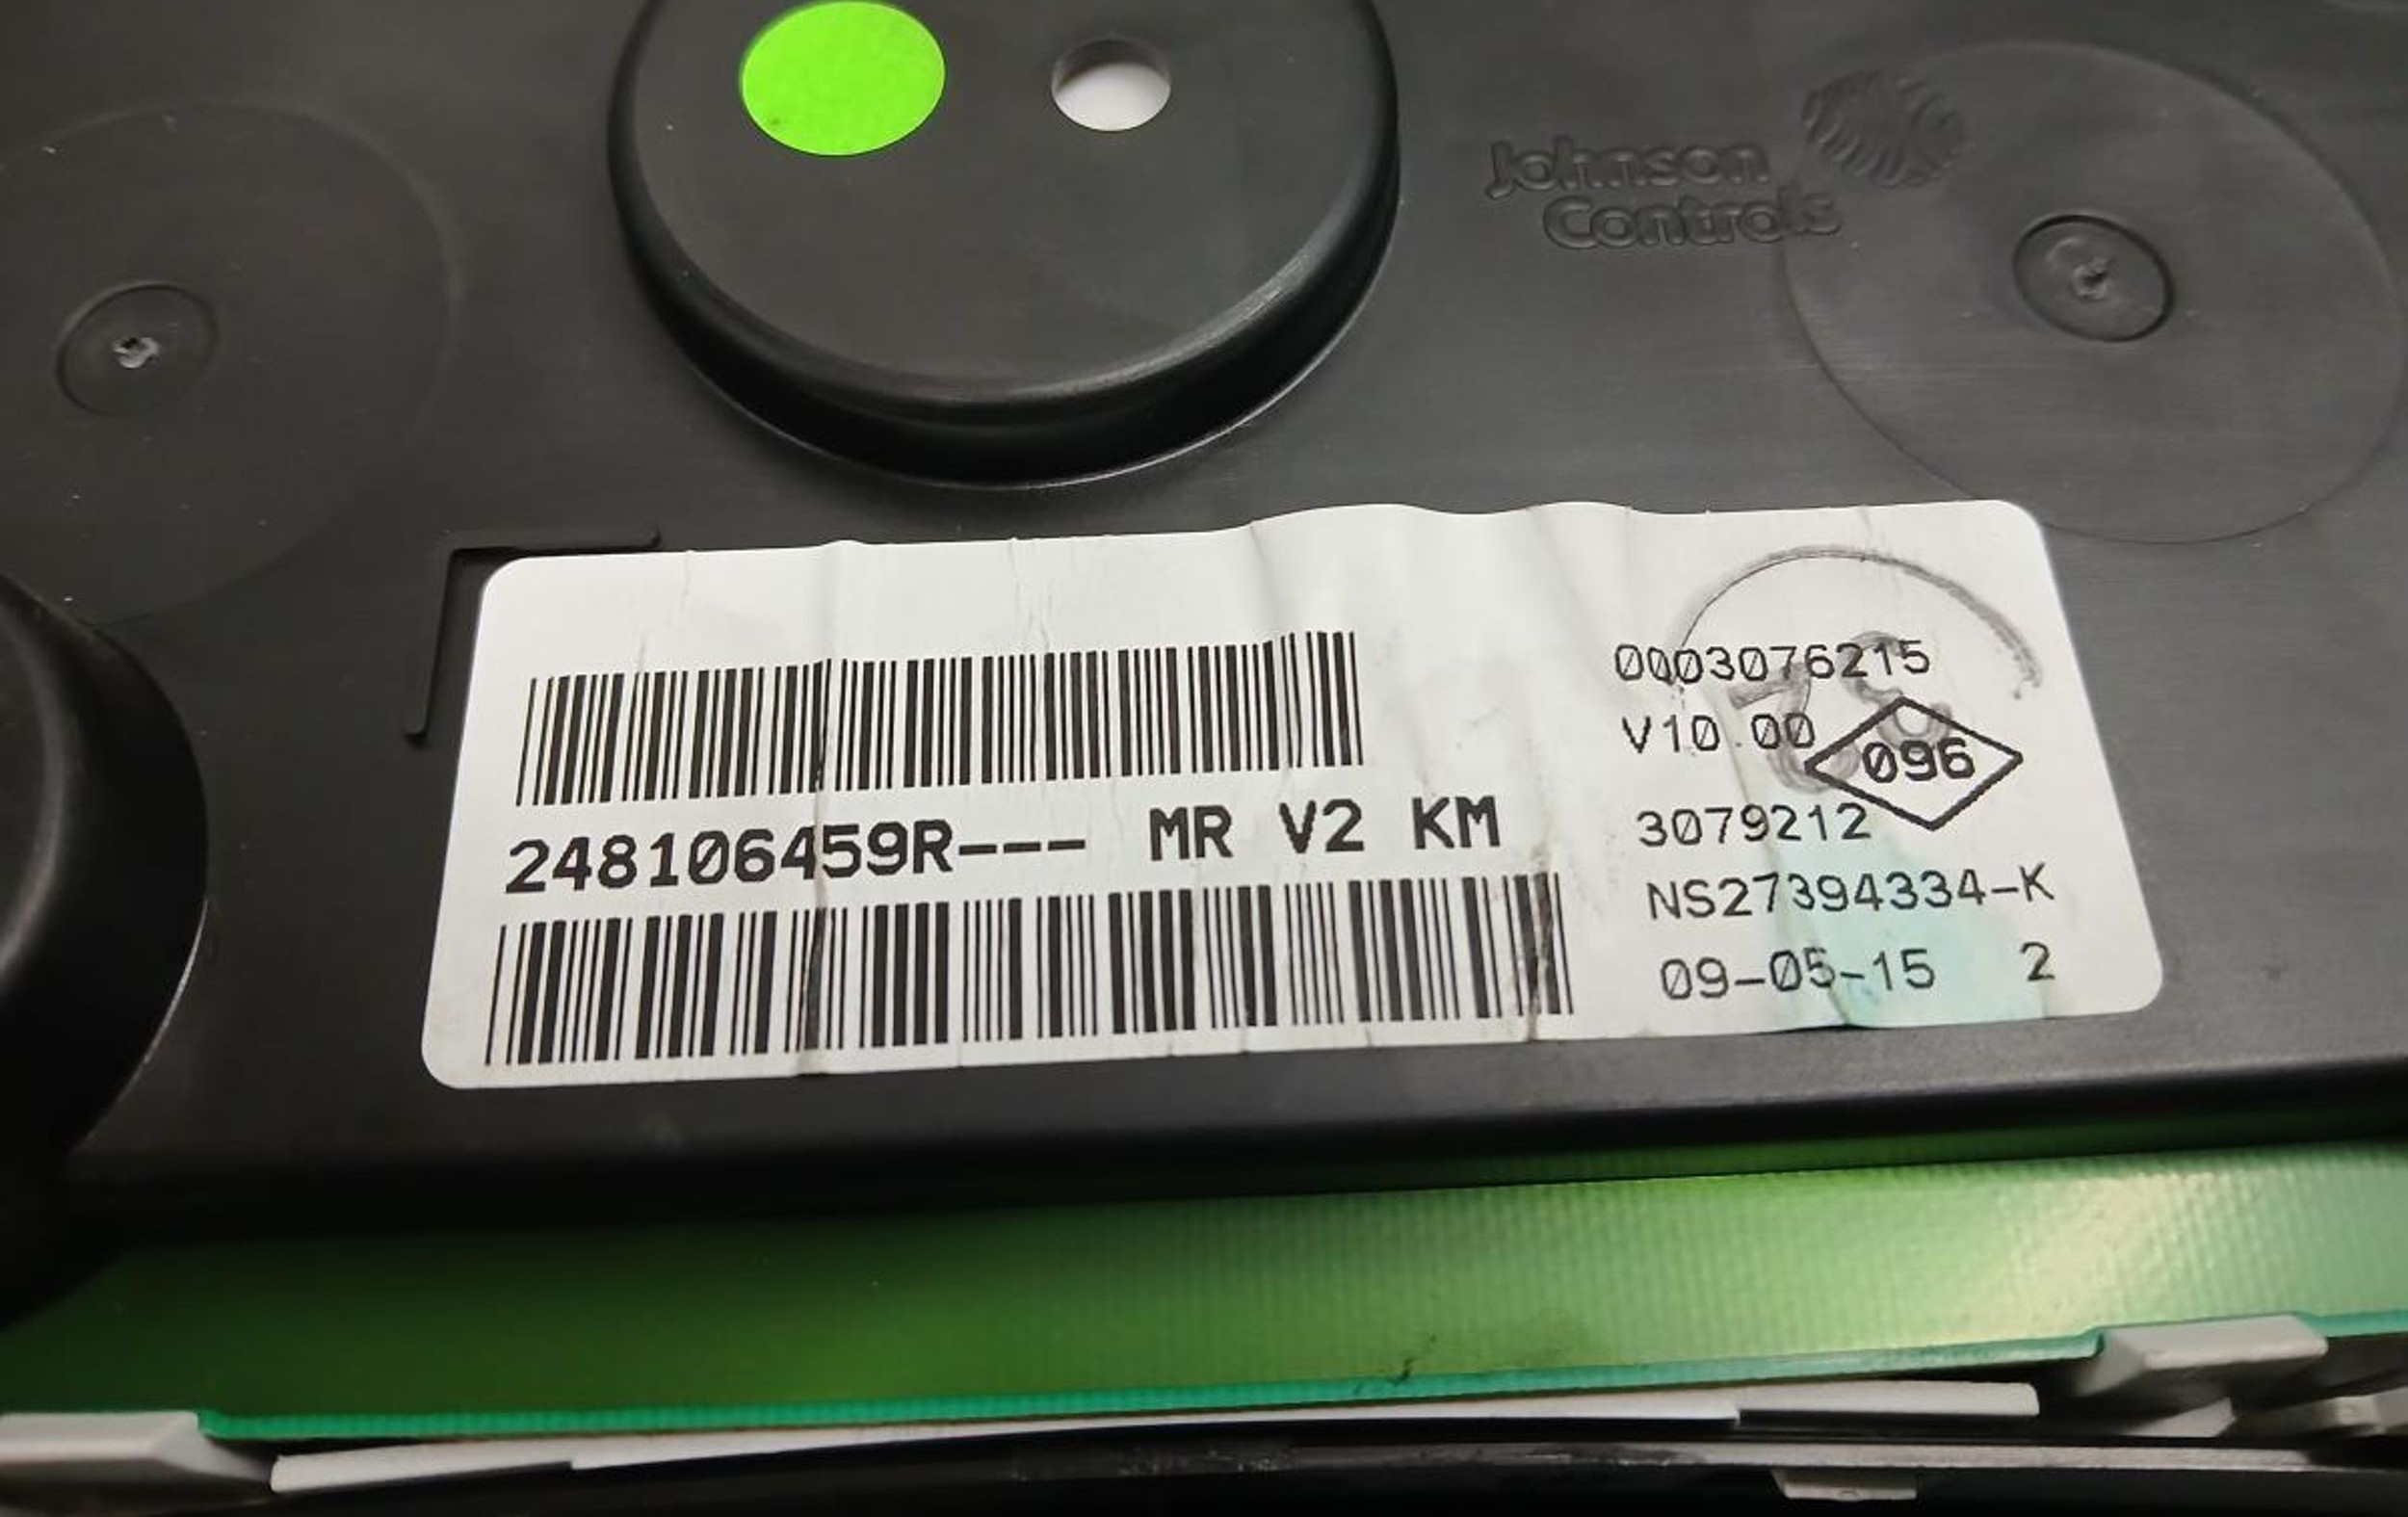 Johnson
Controls
0003076215
V10.00
096
248106459R--- MR V2 KM
3079212
NS27394334-K
09-05-15 2